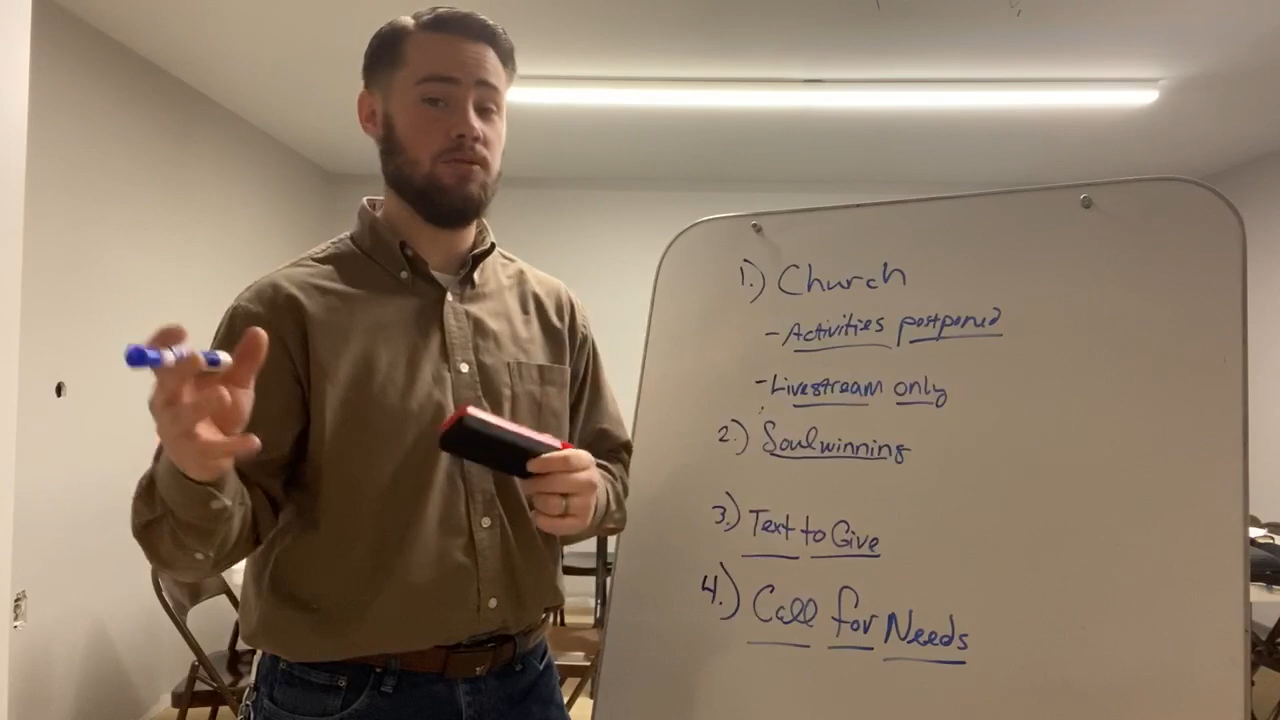 1.) Church
- Activities postponed
- Livestream only
2.) Soulwinning
3.) Text to Give
4.) Call for Needs